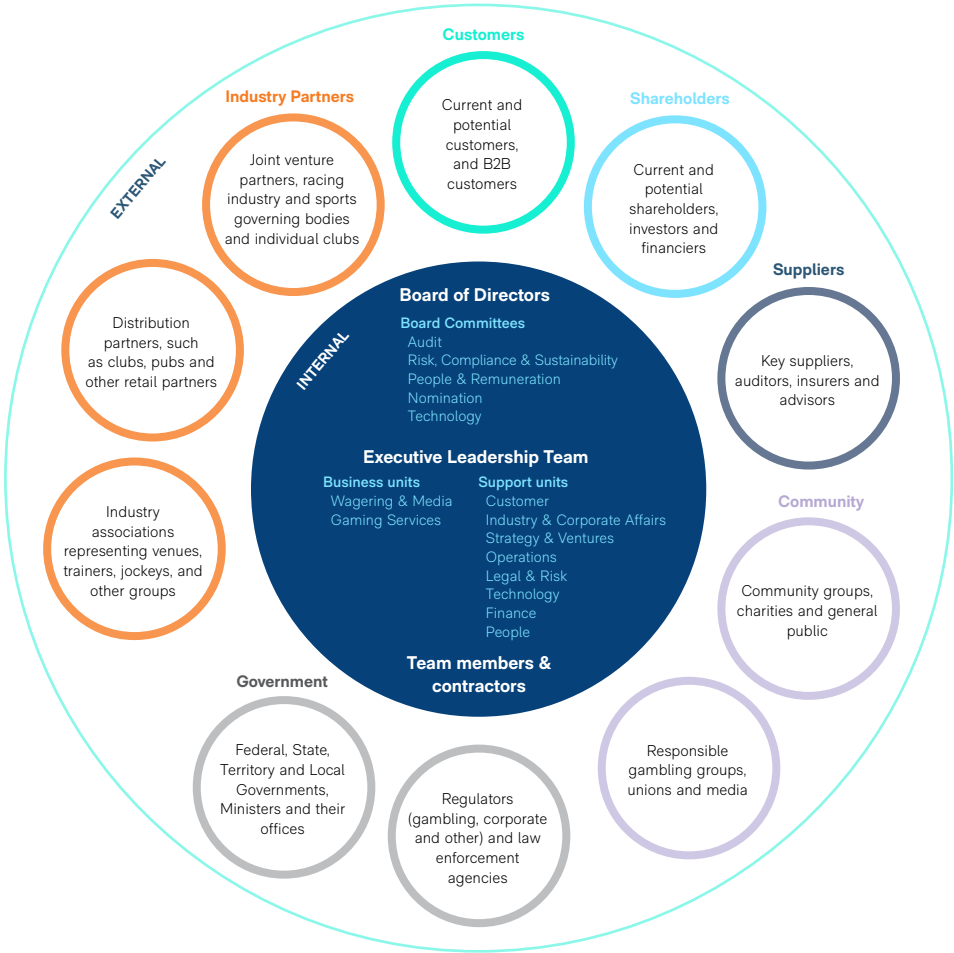 Customers
Current and
potential
customers,
and B2B
customers
Industry Partners
Joint venture
partners, racing
industry and sports
governing bodies
and individual clubs
Shareholders
Current and
potential
shareholders,
investors and
financiers
EXTERNAL
Suppliers
Key suppliers,
auditors, insurers and
advisors
Distribution
partners, such
as clubs, pubs and
other retail partners
INTERNAL
Board of Directors
Board Committees
Audit
Risk, Compliance & Sustainability
People & Remuneration
Nomination
Technology
Executive Leadership Team
Business units
Wagering & Media
Gaming Services
Support units
Customer
Industry & Corporate Affairs
Strategy & Ventures
Operations
Legal & Risk
Technology
Finance
People
Team members &
contractors
Industry
associations
representing venues,
trainers, jockeys, and
other groups
Community
Community groups,
charities and general
public
Responsible
gambling groups,
unions and media
Government
Federal, State,
Territory and Local
Governments,
Ministers and their
offices
Regulators
(gambling, corporate
and other) and law
enforcement
agencies